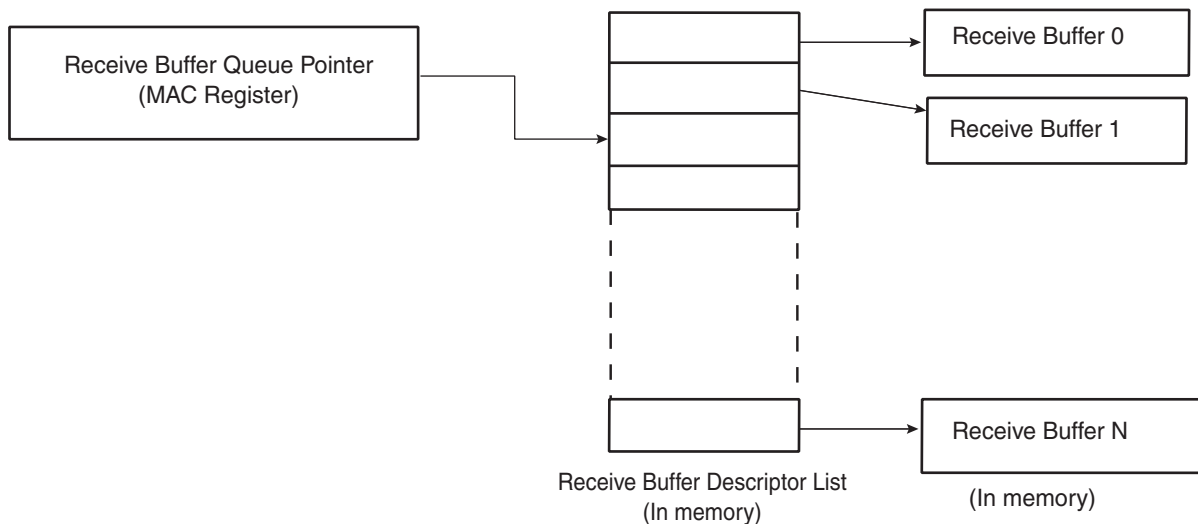 Receive Buffer Queue Pointer
(MAC Register)
Receive Buffer 0
Receive Buffer 1
Receive Buffer N
Receive Buffer Descriptor List
(In memory)
(In memory)